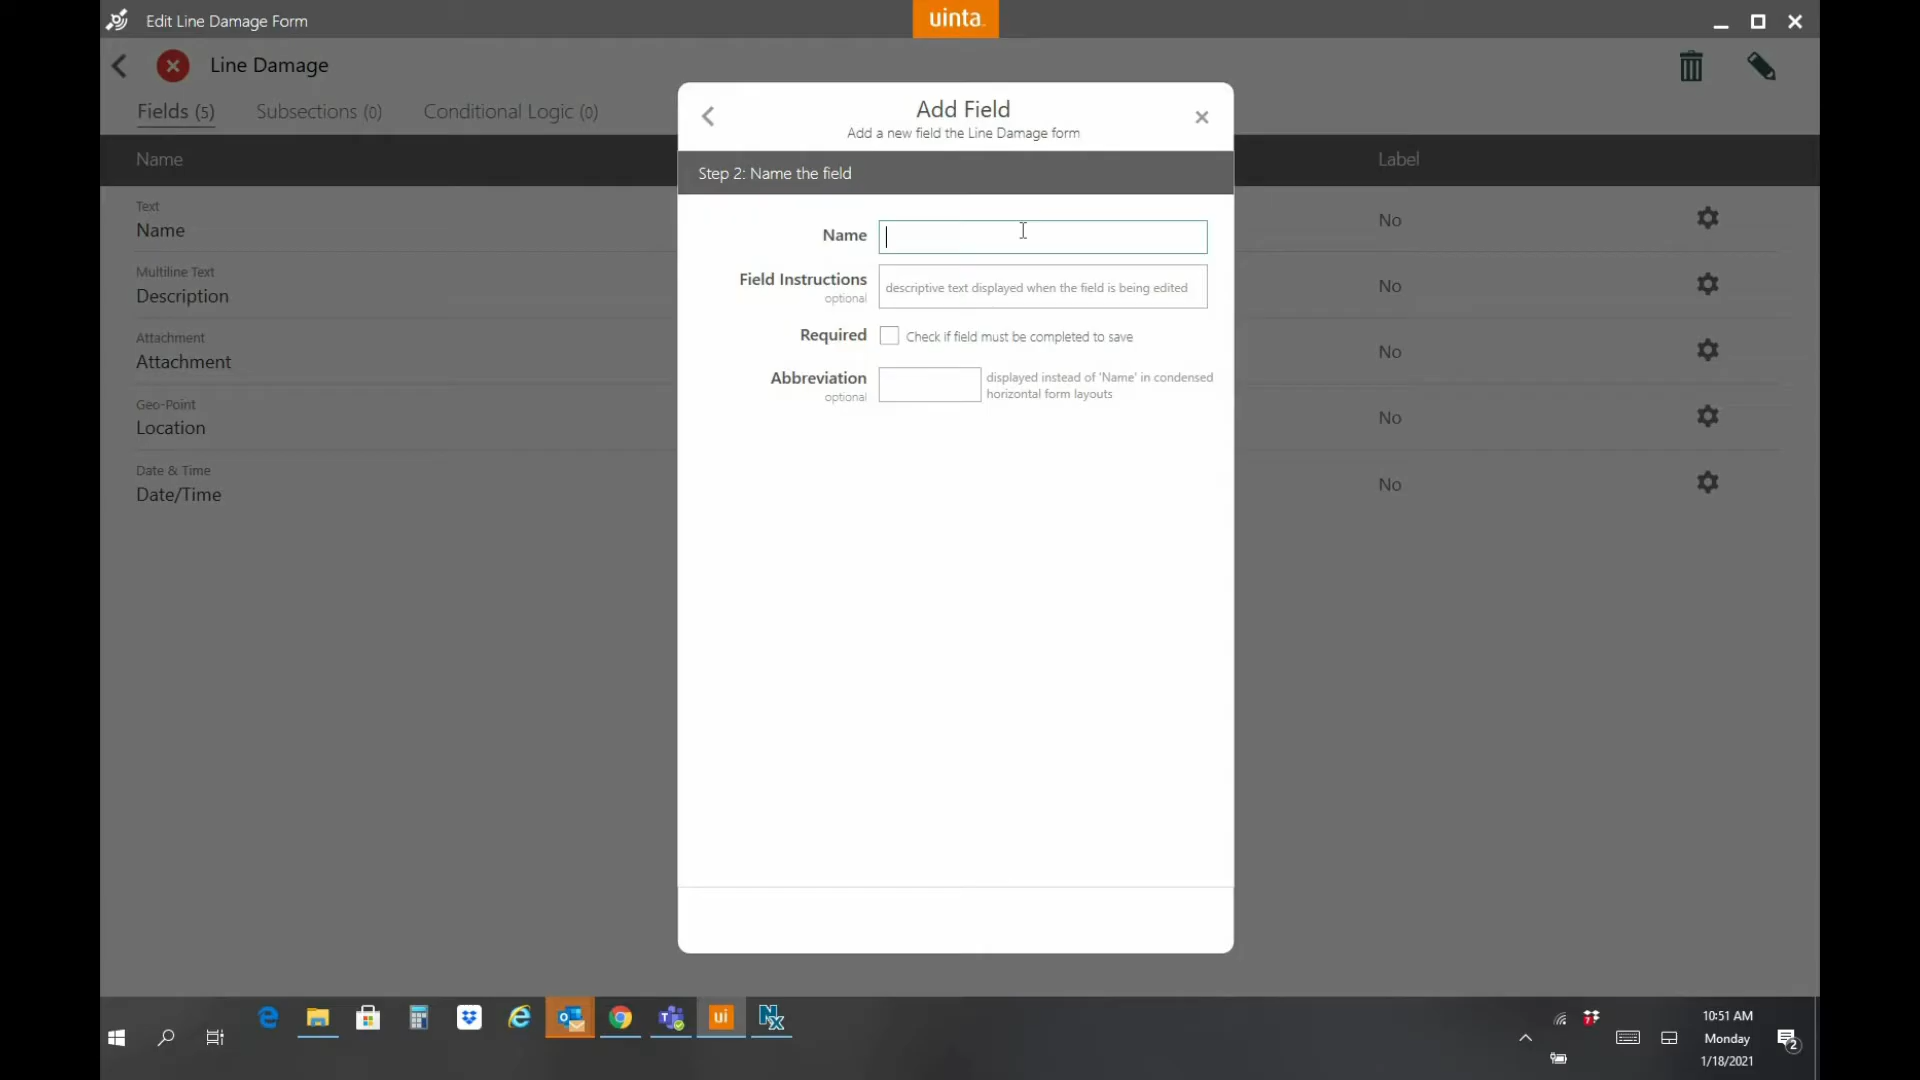 Edit Line Damage Form
uinta
Line Damage
Fields (5) Subsections (0) Conditional Logic (0)
Add Field
Add a new field the Line Damage form
Name
Label
Step 2: Name the field
Text
Name
No
Multiline Text
Description
No
Attachment
Attachment
No
Geo-Point
Location
No
Date & Time
Date/Time
No
Name
Field Instructions
optional
descriptive text displayed when the field is being edited
Required
Check if field must be completed to save
Abbreviation
optional
displayed instead of 'Name' in condensed
horizontal form layouts
ui
10:51 AM
Monday
1/18/2021
2